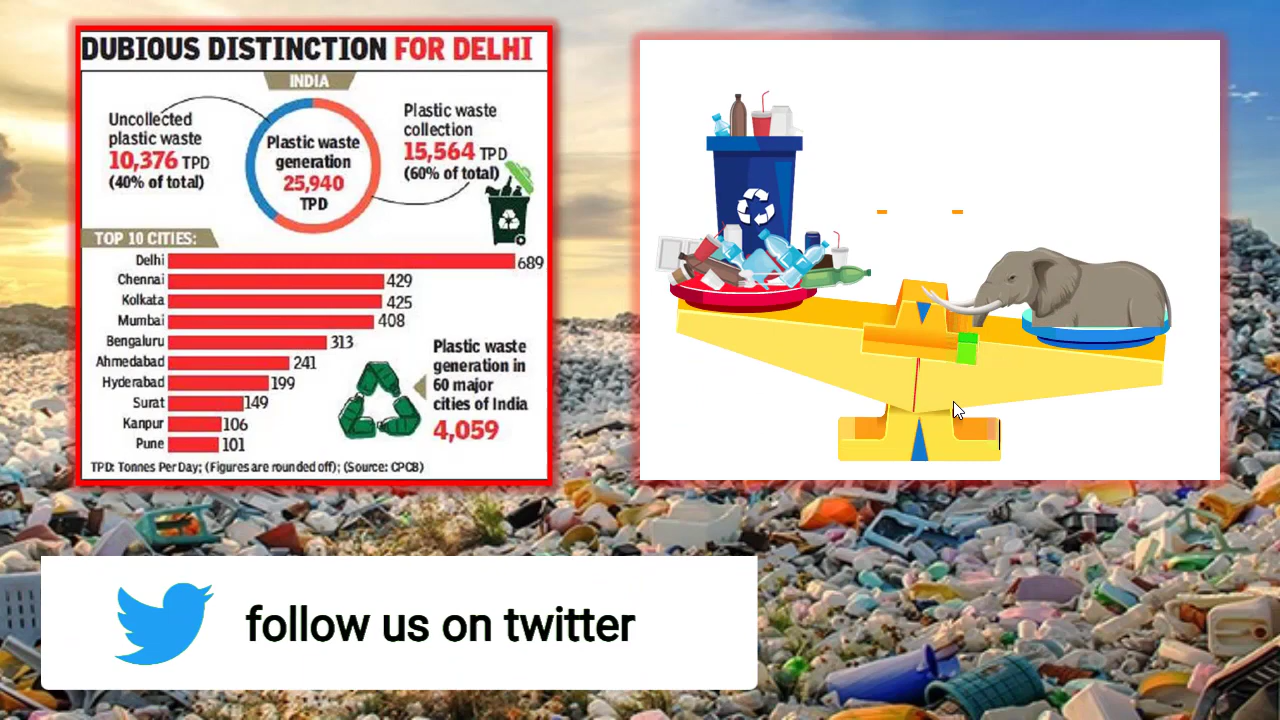 DUBIOUS DISTINCTION FOR DELHI
INDIA
Uncollected
plastic waste
10,376 TPD
(40% of total)
Plastic waste
generation
25,940
TPD
Plastic waste
collection
15,564 TPD
(60% of total)
TOP 10 CITIES:
Delhi 689
Chennai 429
Kolkata 425
Mumbai 408
Bengaluru 313
Ahmedabad 241
Hyderabad 199
Surat 149
Kanpur 106
Pune 101
Plastic waste
generation in
60 major
cities of India
4,059
TPD: Tonnes Per Day; (Figures are rounded off); (Source: CPCB)
follow us on twitter